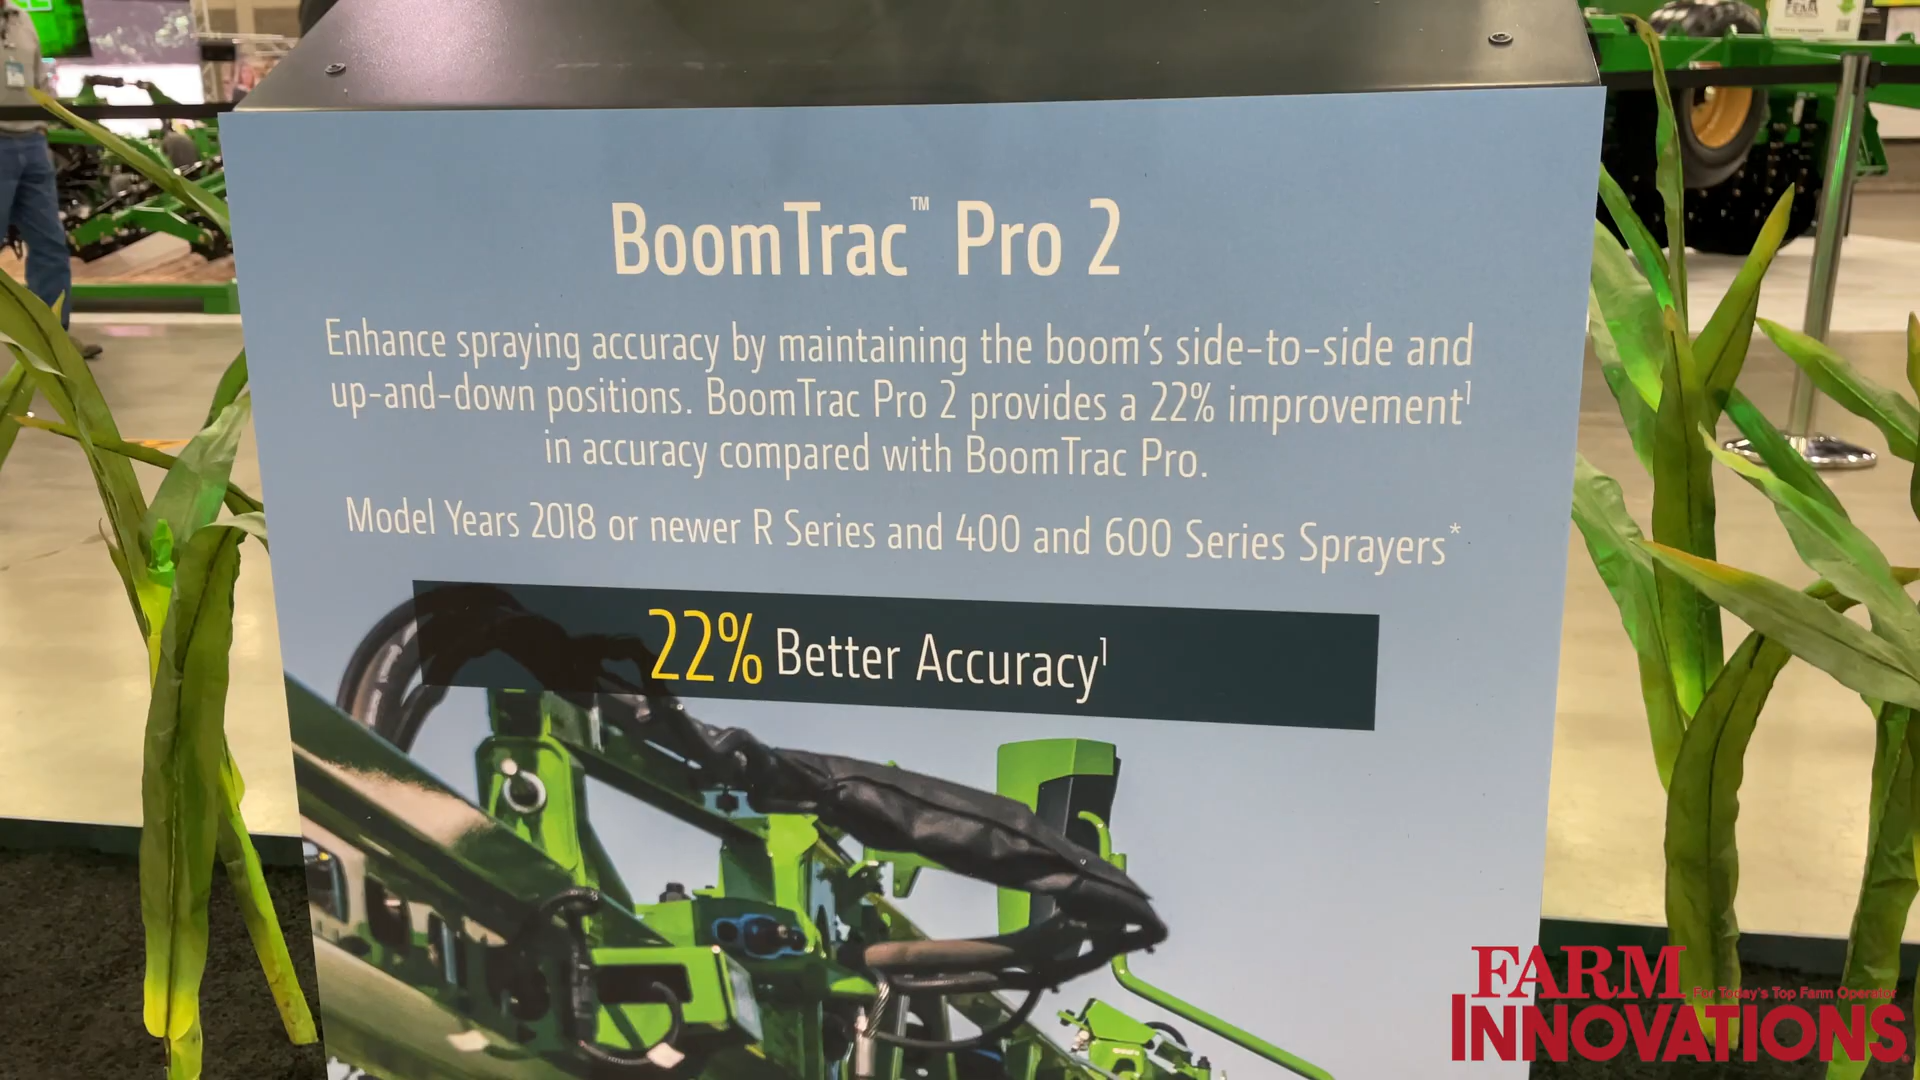 BoomTrac™ Pro 2
Enhance spraying accuracy by maintaining the boom's side-to-side and
up-and-down positions. BoomTrac Pro 2 provides a 22% improvement¹
in accuracy compared with BoomTrac Pro.
Model Years 2018 or newer R Series and 400 and 600 Series Sprayers*
22% Better Accuracy¹
FARM
For Today's Top Farm Operator
INNOVATIONS